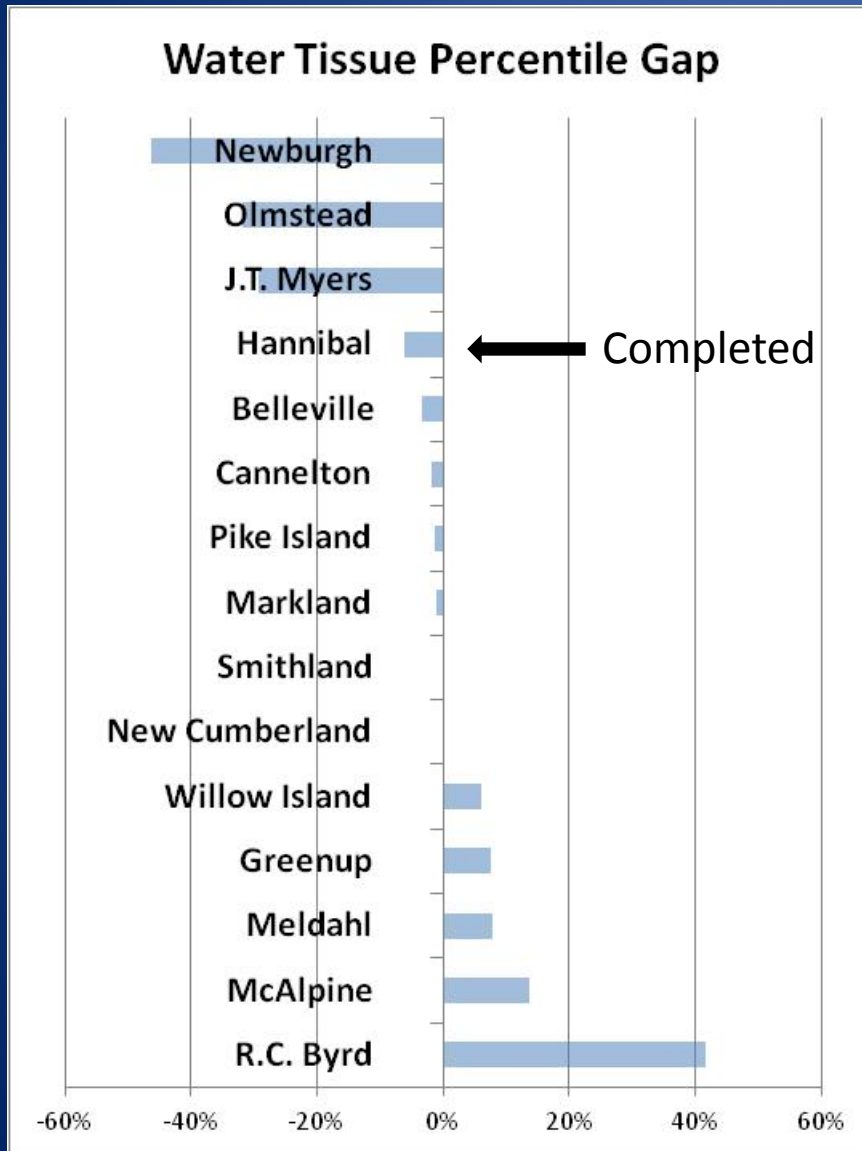 Water Tissue Percentile Gap
Newburgh
Olmstead
J.T. Myers
Hannibal
Completed
Belleville
Cannelton
Pike Island
Markland
Smithland
New Cumberland
Willow Island
Greenup
Meldahl
McAlpine
R.C. Byrd
-60% -40% -20% 0% 20% 40% 60%